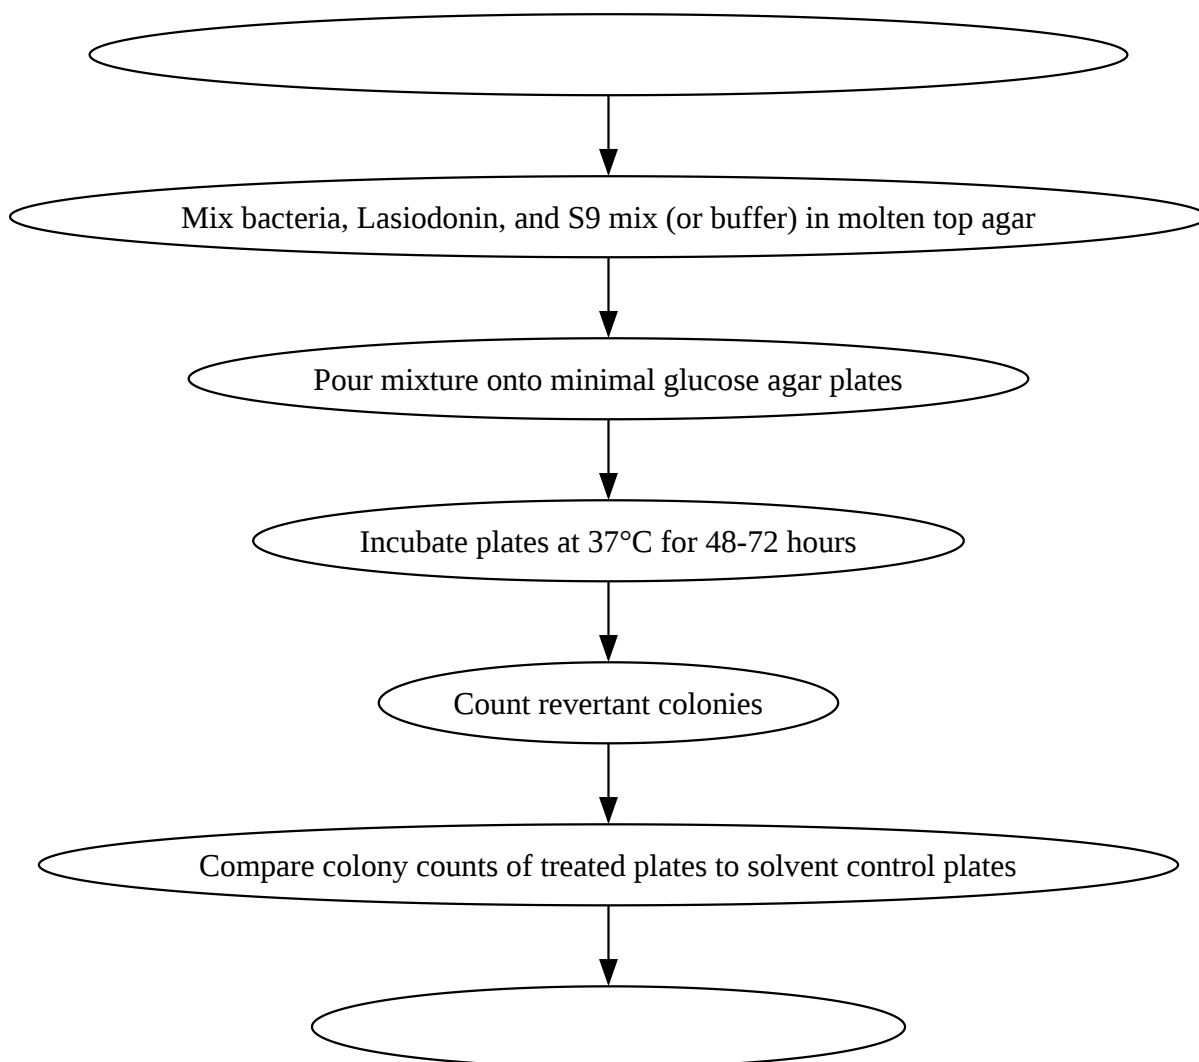 Mix bacteria, Lasiodonin, and S9 mix (or buffer) in molten top agar
Pour mixture onto minimal glucose agar plates
Incubate plates at 37°C for 48-72 hours
Count revertant colonies
Compare colony counts of treated plates to solvent control plates